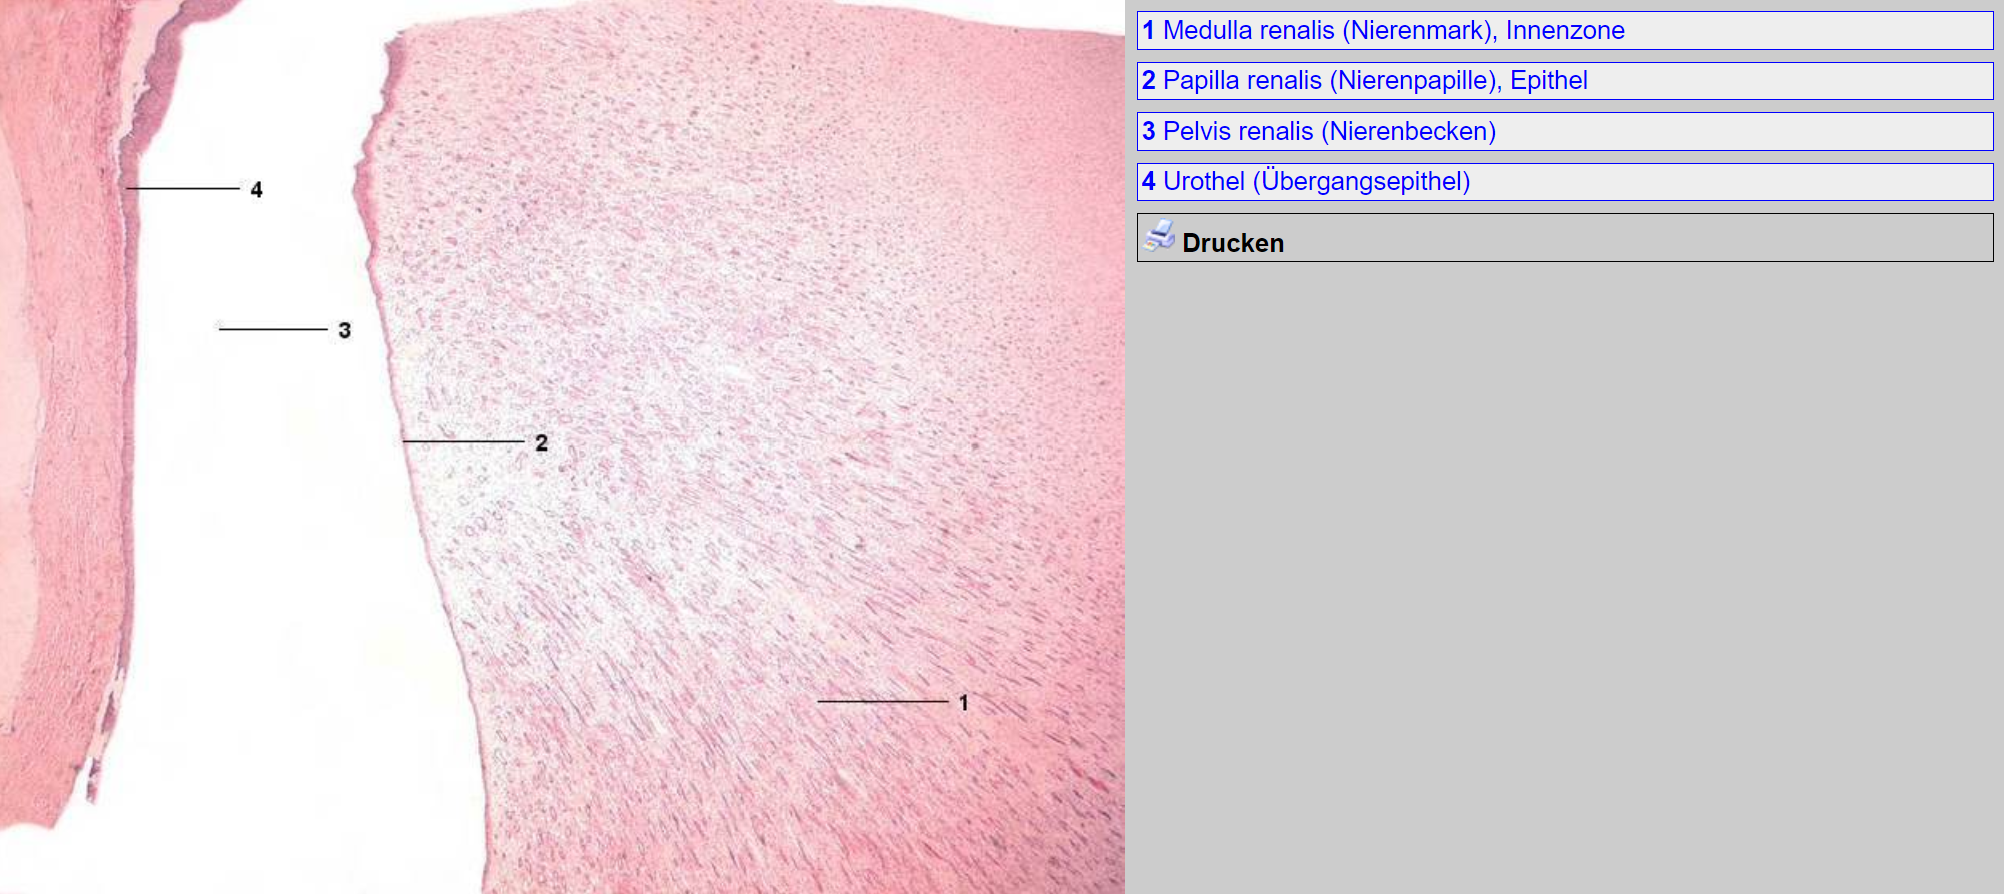 4
3
2
1
1 Medulla renalis (Nierenmark), Innenzone
2 Papilla renalis (Nierenpapille), Epithel
3 Pelvis renalis (Nierenbecken)
4 Urothel (Übergangsepithel)
Drucken